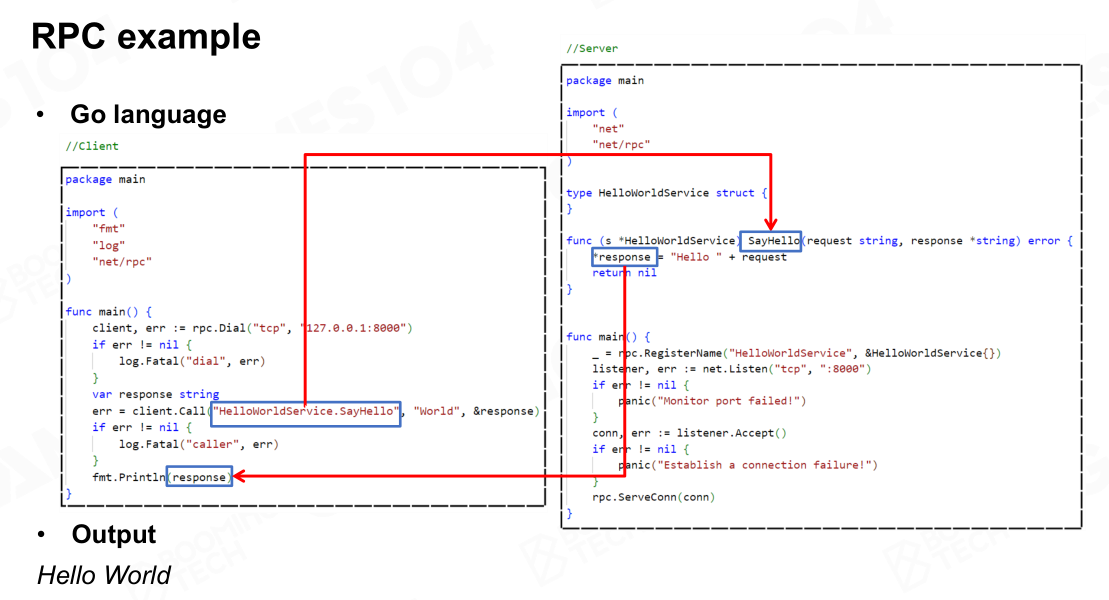 RPC example
• Go language
//Client
package main
import (
"fmt"
"log"
"net/rpc"
)
func main() {
client, err := rpc.Dial("tcp", "127.0.0.1:8000")
if err != nil {
log.Fatal("dial", err)
}
var response string
err = client.Call("HelloWorldService.SayHello", "World", &response)
if err != nil {
log.Fatal("caller", err)
}
fmt.Println(response)
}
• Output
Hello World
//Server
package main
import (
"net"
"net/rpc"
)
type HelloWorldService struct {
}
func (s *HelloWorldService) SayHello(request string, response *string) error {
*response = "Hello " + request
return nil
}
func main() {
_ = rpc.RegisterName("HelloWorldService", &HelloWorldService{})
listener, err := net.Listen("tcp", ":8000")
if err != nil {
panic("Monitor port failed!")
}
conn, err := listener.Accept()
if err != nil {
panic("Establish a connection failure!")
}
rpc.ServeConn(conn)
}